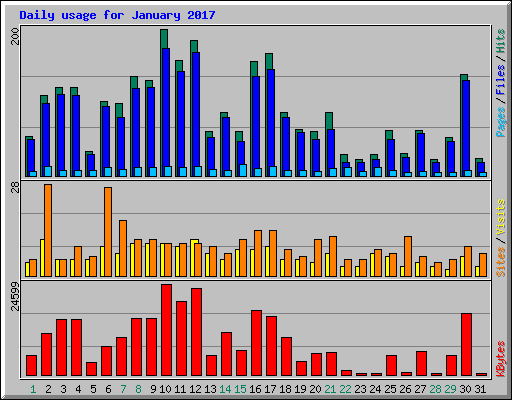 Daily usage for January 2017
200
28
24599
Pages / Files / Hits
Sites / Visits
KBytes
1 2 3 4 5 6 7 8 9 10 11 12 13 14 15 16 17 18 19 20 21 22 23 24 25 26 27 28 29 30 31